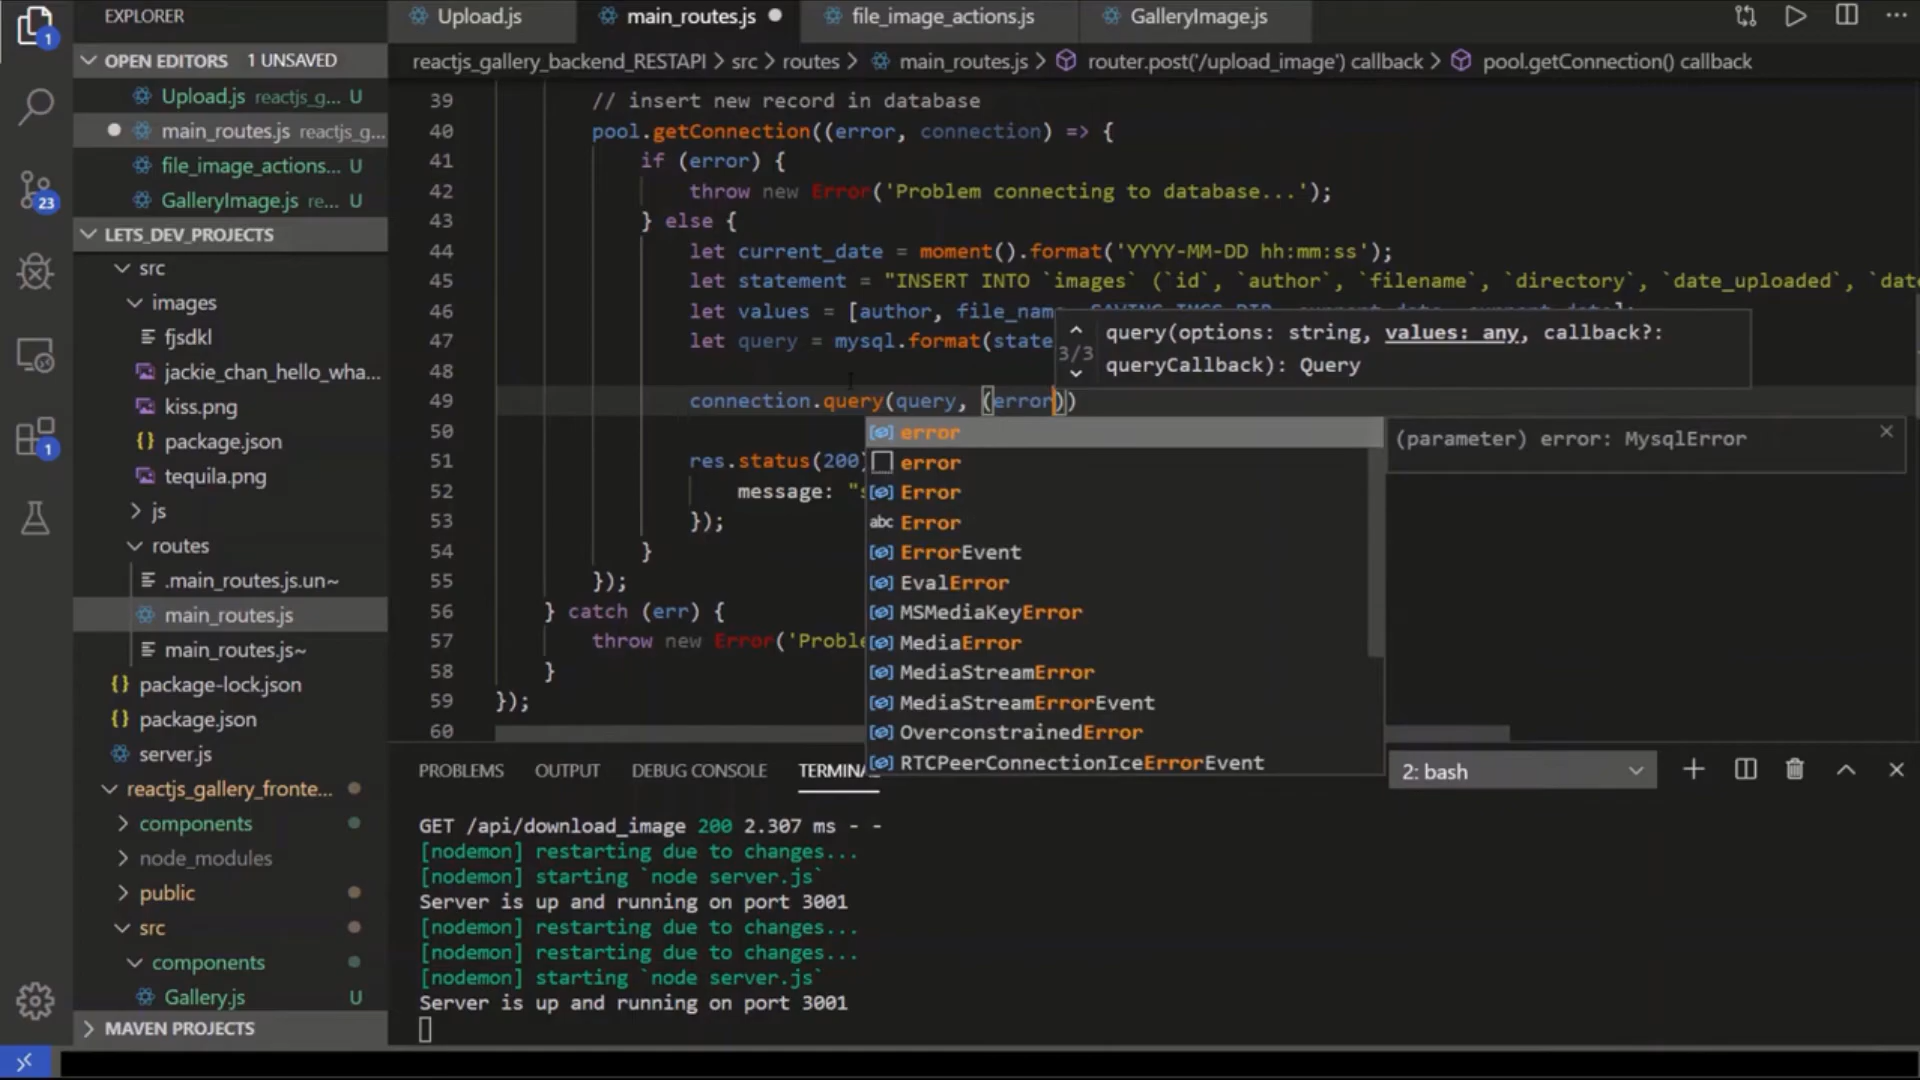 EXPLORER
OPEN EDITORS 1 UNSAVED
Upload.js reactjs_g... U
main_routes.js reactjs_g...
file_image_actions... U
GalleryImage.js re... U
LETS_DEV_PROJECTS
src
images
fjsdkl
jackie_chan_hello_wha...
kiss.png
package.json
tequila.png
js
routes
.main_routes.js.un~
main_routes.js
main_routes.js~
package-lock.json
package.json
server.js
reactjs_gallery_fronte...
components
node_modules
public
src
components
Gallery.js U
MAVEN PROJECTS
1
23
1
Upload.js main_routes.js file_image_actions.js GalleryImage.js
reactjs_gallery_backend_RESTAPI > src > routes > main_routes.js > router.post('/upload_image') callback > pool.getConnection() callback
39 // insert new record in database
40 pool.getConnection((error, connection) => {
41 if (error) {
42 throw new Error('Problem connecting to database...');
43 } else {
44 let current_date = moment().format('YYYY-MM-DD hh:mm:ss');
45 let statement = "INSERT INTO `images` (`id`, `author`, `filename`, `directory`, `date_uploaded`, `date
46 let values = [author, file_nam
47 let query = mysql.format(state
48
49 connection.query(query, (error))
50
51 res.status(200)
52 message: "s
53 });
54 }
55 });
56 } catch (err) {
57 throw new Error('Proble
58 }
59 });
60
3/3
query(options: string, values: any, callback?:
queryCallback): Query
error
error
Error
abc Error
ErrorEvent
EvalError
MSMediaKeyError
MediaError
MediaStreamError
MediaStreamErrorEvent
OverconstrainedError
RTCPeerConnectionIceErrorEvent
(parameter) error: MysqlError
PROBLEMS OUTPUT DEBUG CONSOLE TERMINA
2: bash
GET /api/download_image 200 2.307 ms - -
[nodemon] restarting due to changes...
[nodemon] starting `node server.js`
Server is up and running on port 3001
[nodemon] restarting due to changes...
[nodemon] restarting due to changes...
[nodemon] starting `node server.js`
Server is up and running on port 3001